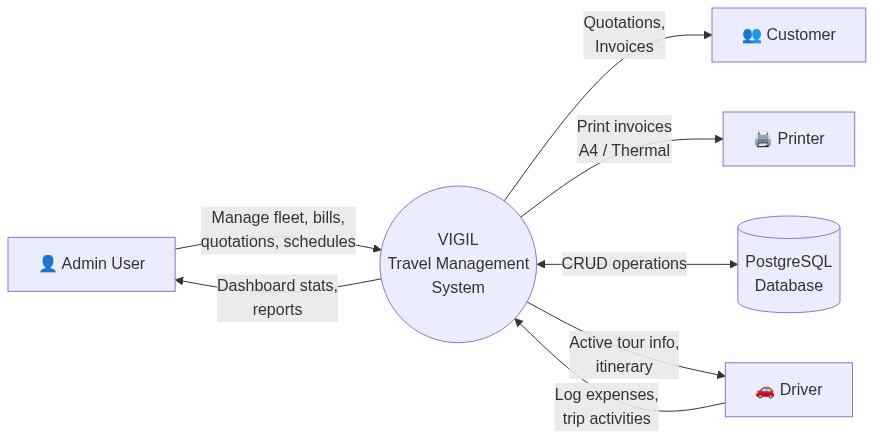 Quotations,
Invoices
👥 Customer
Print invoices
A4 / Thermal
🖨️ Printer
Manage fleet, bills,
quotations, schedules
👤 Admin User
Dashboard stats,
reports
VIGIL
Travel Management
System
CRUD operations
PostgreSQL
Database
Active tour info,
itinerary
Log expenses,
trip activities
🚗 Driver